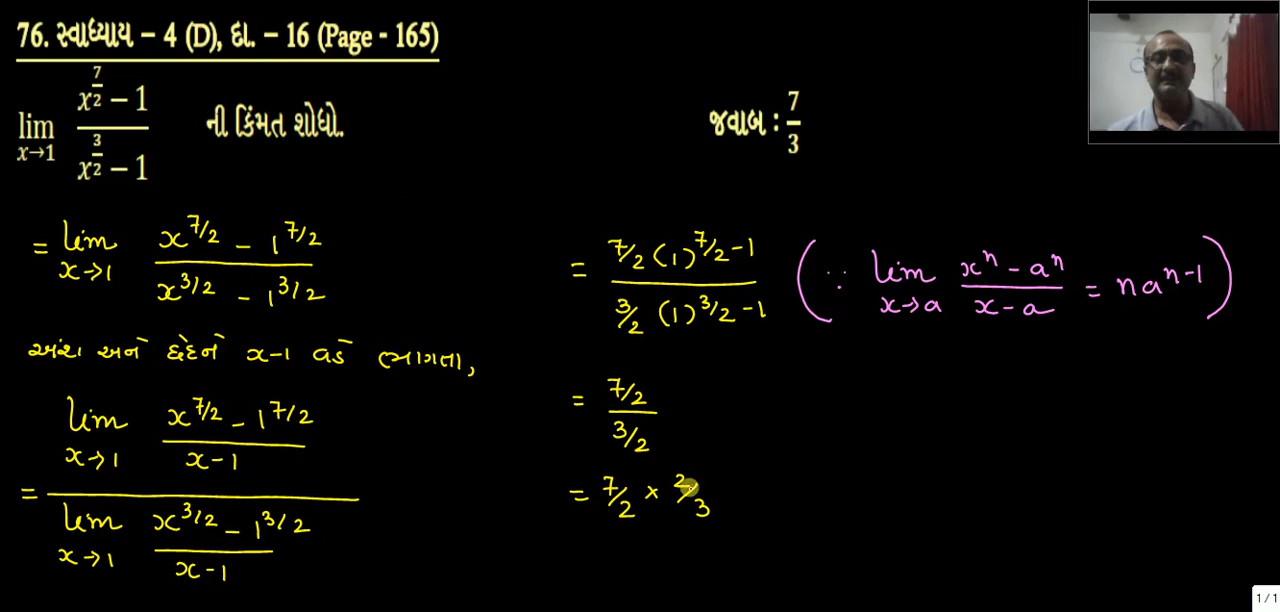 76. સ્વાધ્યાય – 4 (D), દા. – 16 (Page - 165)
lim x→1 (x^(7/2) – 1)/(x^(3/2) – 1) ની કિંમત શોધો.
જવાબ : 7/3
= lim x→1 (x^(7/2) – 1^(7/2))/(x^(3/2) – 1^(3/2))
અંશ અને છેદને x-1 વડે ભાગતા,
= (lim x→1 (x^(7/2) – 1^(7/2))/(x-1))/(lim x→1 (x^(3/2) – 1^(3/2))/(x-1))
= (7/2 (1)^(7/2 - 1))/(3/2 (1)^(3/2 - 1)) (∵ lim x→a (x^n - a^n)/(x-a) = na^(n-1))
= (7/2)/(3/2)
= 7/2 × 2/3
1/1